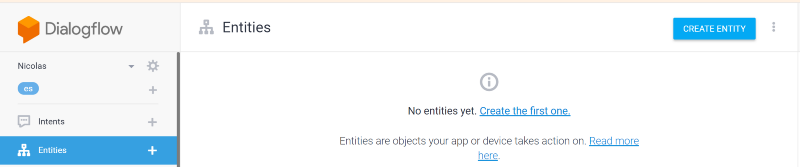 Dialogflow
Nicolas
es
Intents
Entities
Entities
CREATE ENTITY
No entities yet. Create the first one.
Entities are objects your app or device takes action on. Read more
here.